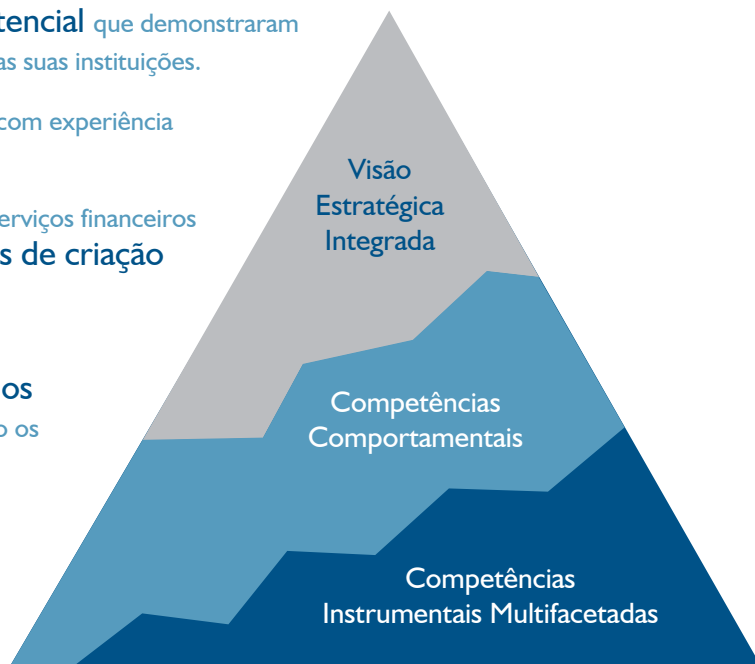 tencial que demonstraram
as suas instituições.
com experiência
erviços financeiros
s de criação
os
o os
Visão
Estratégica
Integrada
Competências
Comportamentais
Competências
Instrumentais Multifacetadas